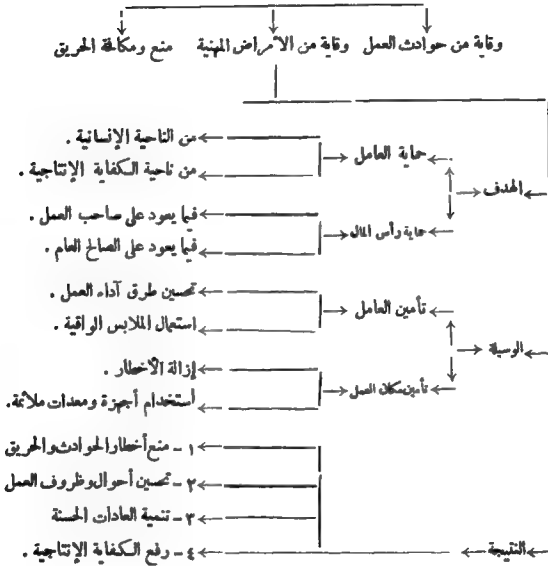 وقاية من حوادث العمل وقاية من الأمراض المهنية منع ومكافحة الحريق
الهدف
حماية العامل
من الناحية الإنسانية .
من ناحية الكفاية الإنتاجية .
حماية رأس المال
فيما يعود على صاحب العمل .
فيما يعود على الصالح العام .
الوسيلة
تأمين العامل
تحسين طرق آداء العمل .
استعمال الملابس الواقية .
تأمين مكان العمل
إزالة الأخطار .
أستخدام أجهزة ومعدات ملائمة.
النتيجة
١ - منع أخطار الحوادث والحريق
٢ - تحسين أحوال وظروف العمل
٣ - تنمية العادات الحسنة
٤ - رفع الكفاية الإنتاجية .